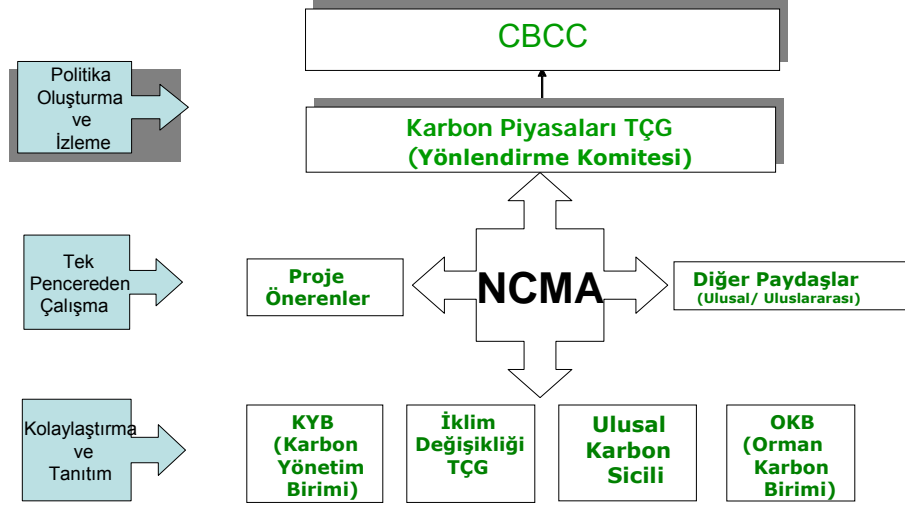 CBCC
Politika
Oluşturma
ve
İzleme
Karbon Piyasaları TÇG
(Yönlendirme Komitesi)
Tek
Pencereden
Çalışma
Proje
Önerenler
NCMA
Diğer Paydaşlar
(Ulusal/ Uluslararası)
Kolaylaştırma
ve
Tanıtım
KYB
(Karbon
Yönetim
Birimi)
İklim
Değişikliği
TÇG
Ulusal
Karbon
Sicili
OKB
(Orman
Karbon
Birimi)